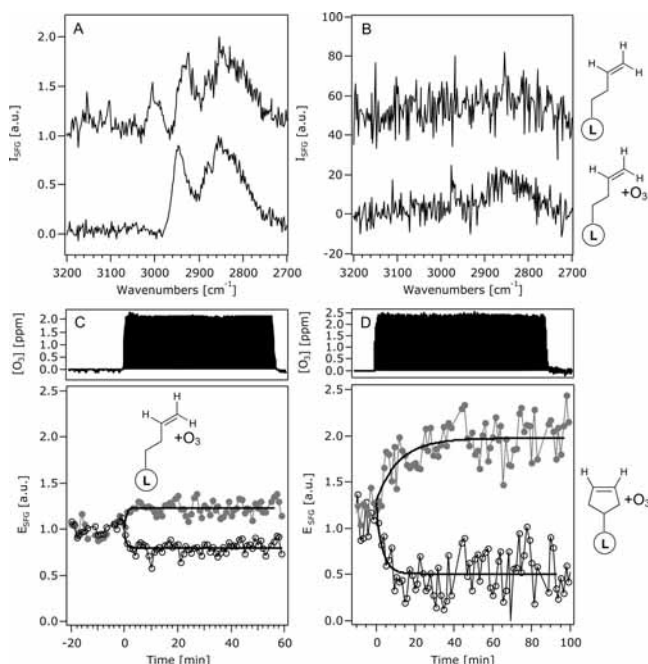 A
2.0
1.5
1.0
0.5
0.0
I_SFG [a.u.]
3200 3100 3000 2900 2800 2700
Wavenumbers [cm⁻¹]
B
100
80
60
40
20
0
-20
I_SFG [a.u.]
3200 3100 3000 2900 2800 2700
Wavenumbers [cm⁻¹]
H
H
H
L
H
H
H
+O₃
L
C
2.0
1.5
1.0
0.5
0.0
[O₃] [ppm]
2.5
2.0
1.5
1.0
0.5
0.0
E_SFG [a.u.]
H
H
H
+O₃
L
-20 0 20 40 60
Time [min]
D
2.5
2.0
1.5
1.0
0.5
0.0
[O₃] [ppm]
2.5
2.0
1.5
1.0
0.5
0.0
E_SFG [a.u.]
0 20 40 60 80 100
Time [min]
H H
+O₃
L